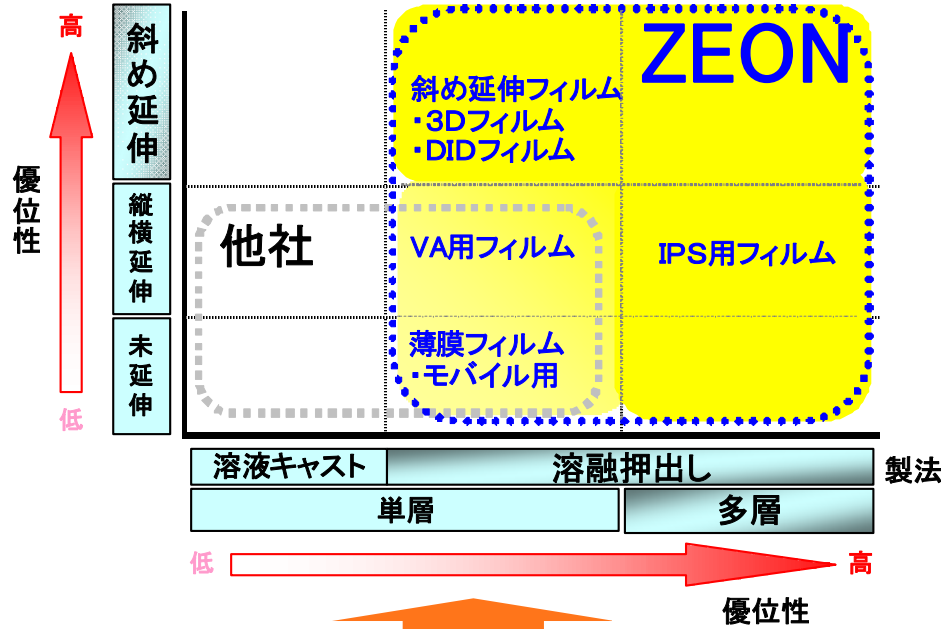 高
優位性
低
斜め延伸
縦横延伸
未延伸
ZEON
斜め延伸フィルム
・3Dフィルム
・DIDフィルム
他社
VA用フィルム
IPS用フィルム
薄膜フィルム
・モバイル用
溶液キャスト
溶融押出し
製法
単層
多層
低
高
優位性